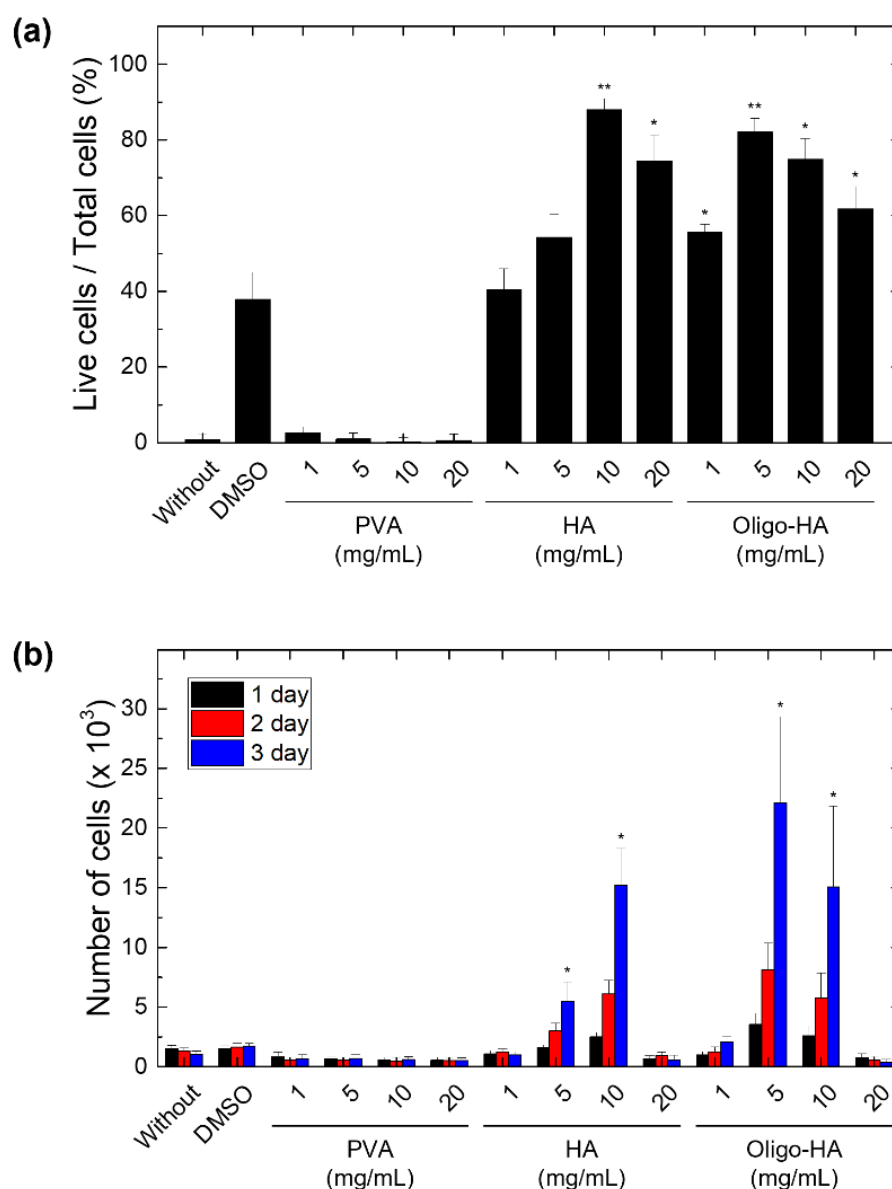 (a)
Live cells / Total cells (%)
100
80
60
40
20
0
** * ** * * *
Without DMSO 1 5 10 20 1 5 10 20 1 5 10 20
PVA HA Oligo-HA
(mg/mL) (mg/mL) (mg/mL)
(b)
Number of cells (x 10³)
30
25
20
15
10
5
0
1 day
2 day
3 day
* * * *
Without DMSO 1 5 10 20 1 5 10 20 1 5 10 20
PVA HA Oligo-HA
(mg/mL) (mg/mL) (mg/mL)